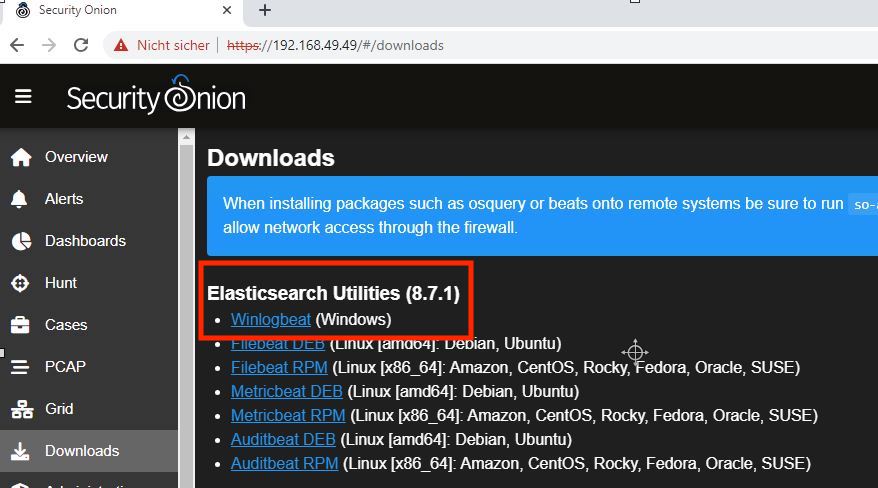 Security Onion
Nicht sicher https://192.168.49.49/#/downloads
Security Onion
Overview
Alerts
Dashboards
Hunt
Cases
PCAP
Grid
Downloads
Downloads
When installing packages such as osquery or beats onto remote systems be sure to run so-a
allow network access through the firewall.
Elasticsearch Utilities (8.7.1)
Winlogbeat (Windows)
Filebeat DEB (Linux [amd64]: Debian, Ubuntu)
Filebeat RPM (Linux [x86_64]: Amazon, CentOS, Rocky, Fedora, Oracle, SUSE)
Metricbeat DEB (Linux [amd64]: Debian, Ubuntu)
Metricbeat RPM (Linux [x86_64]: Amazon, CentOS, Rocky, Fedora, Oracle, SUSE)
Auditbeat DEB (Linux [amd64]: Debian, Ubuntu)
Auditbeat RPM (Linux [x86_64]: Amazon, CentOS, Rocky, Fedora, Oracle, SUSE)